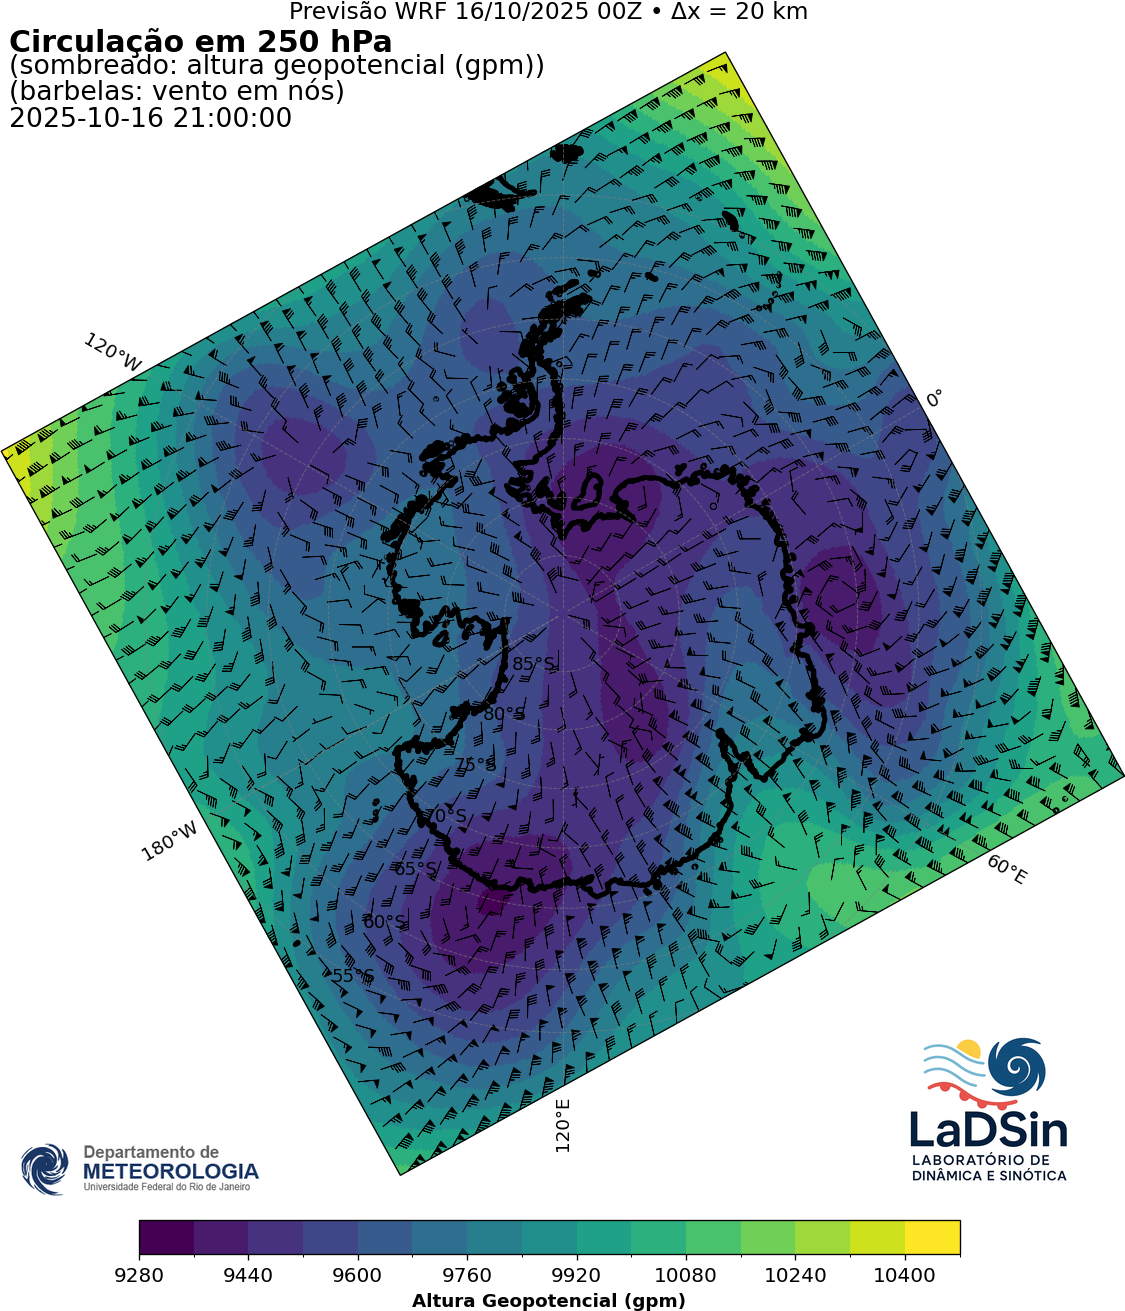 Previsão WRF 16/10/2025 00Z • Δx = 20 km
Circulação em 250 hPa
(sombreado: altura geopotencial (gpm))
(barbelas: vento em nós)
2025-10-16 21:00:00
120°W
0°
85°S
80°S
75°S
70°S
180°W
65°S
60°E
60°S
55°S
120°E
LaDSin
LABORATÓRIO DE
DINÂMICA E SINÓTICA
Departamento de
METEOROLOGIA
Universidade Federal do Rio de Janeiro
9280 9440 9600 9760 9920 10080 10240 10400
Altura Geopotencial (gpm)